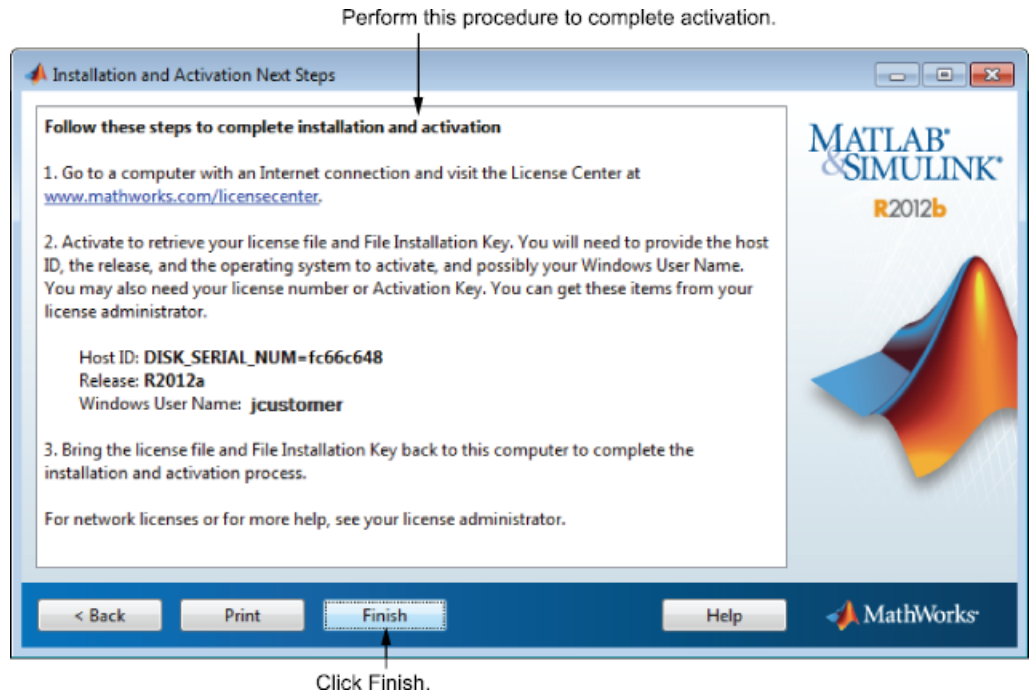 Perform this procedure to complete activation.
Installation and Activation Next Steps
Follow these steps to complete installation and activation
1. Go to a computer with an Internet connection and visit the License Center at
www.mathworks.com/licensecenter.
2. Activate to retrieve your license file and File Installation Key. You will need to provide the host
ID, the release, and the operating system to activate, and possibly your Windows User Name.
You may also need your license number or Activation Key. You can get these items from your
license administrator.
Host ID: DISK_SERIAL_NUM=fc66c648
Release: R2012a
Windows User Name: jcustomer
3. Bring the license file and File Installation Key back to this computer to complete the
installation and activation process.
For network licenses or for more help, see your license administrator.
MATLAB®
&SIMULINK®
R2012b
< Back
Print
Finish
Help
MathWorks®
Click Finish.